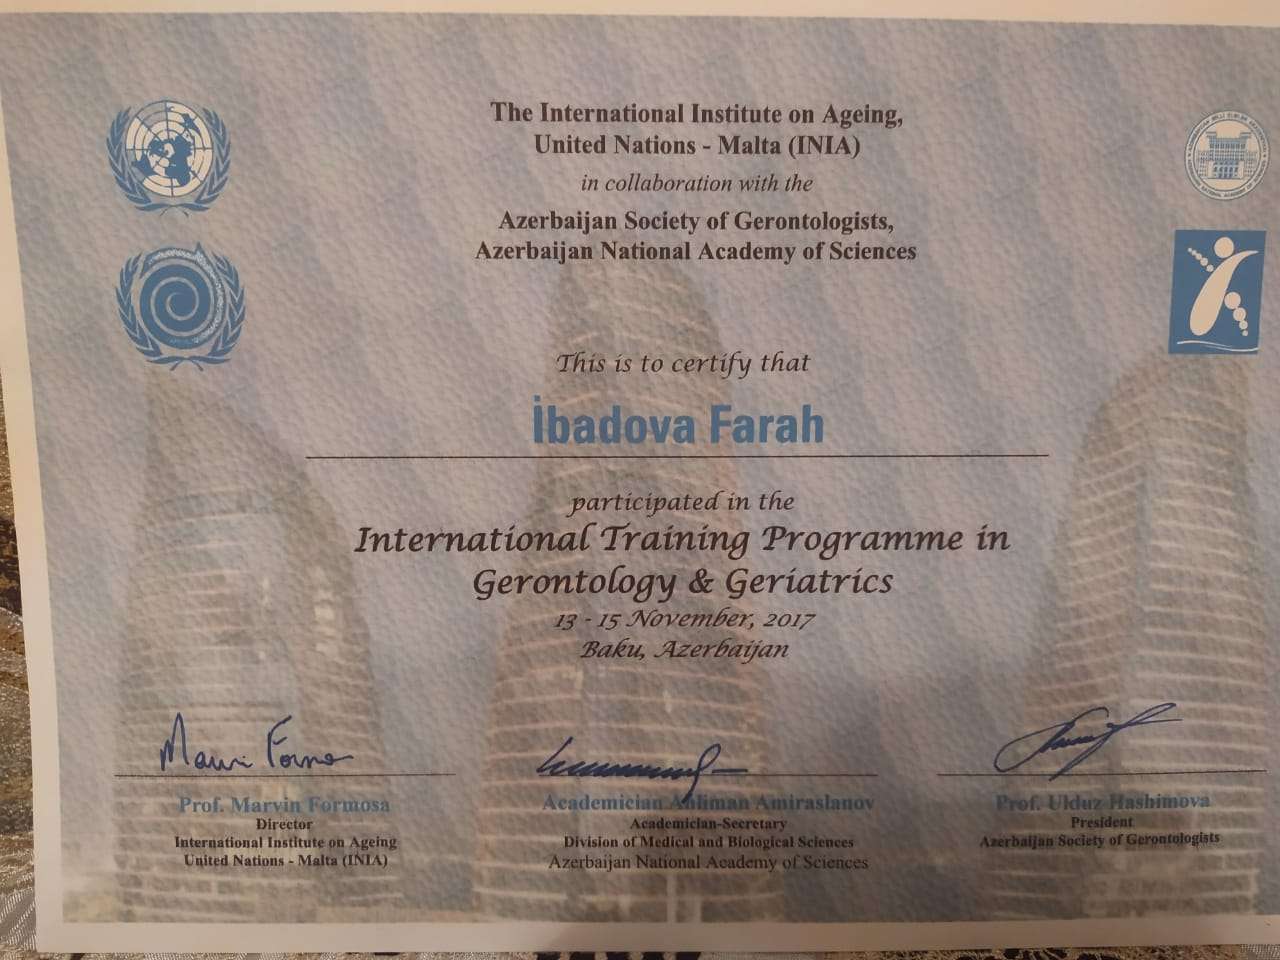 The International Institute on Ageing,
United Nations - Malta (INIA)
in collaboration with the
Azerbaijan Society of Gerontologists,
Azerbaijan National Academy of Sciences
This is to certify that
İbadova Farah
participated in the
International Training Programme in
Gerontology & Geriatrics
13 - 15 November, 2017
Baku, Azerbaijan
Prof. Marvin Formosa
Director
International Institute on Ageing
United Nations - Malta (INIA)
Academician Ahliman Amiraslanov
Academician-Secretary
Division of Medical and Biological Sciences
Azerbaijan National Academy of Sciences
Prof. Ulduz Hashimova
President
Azerbaijan Society of Gerontologists